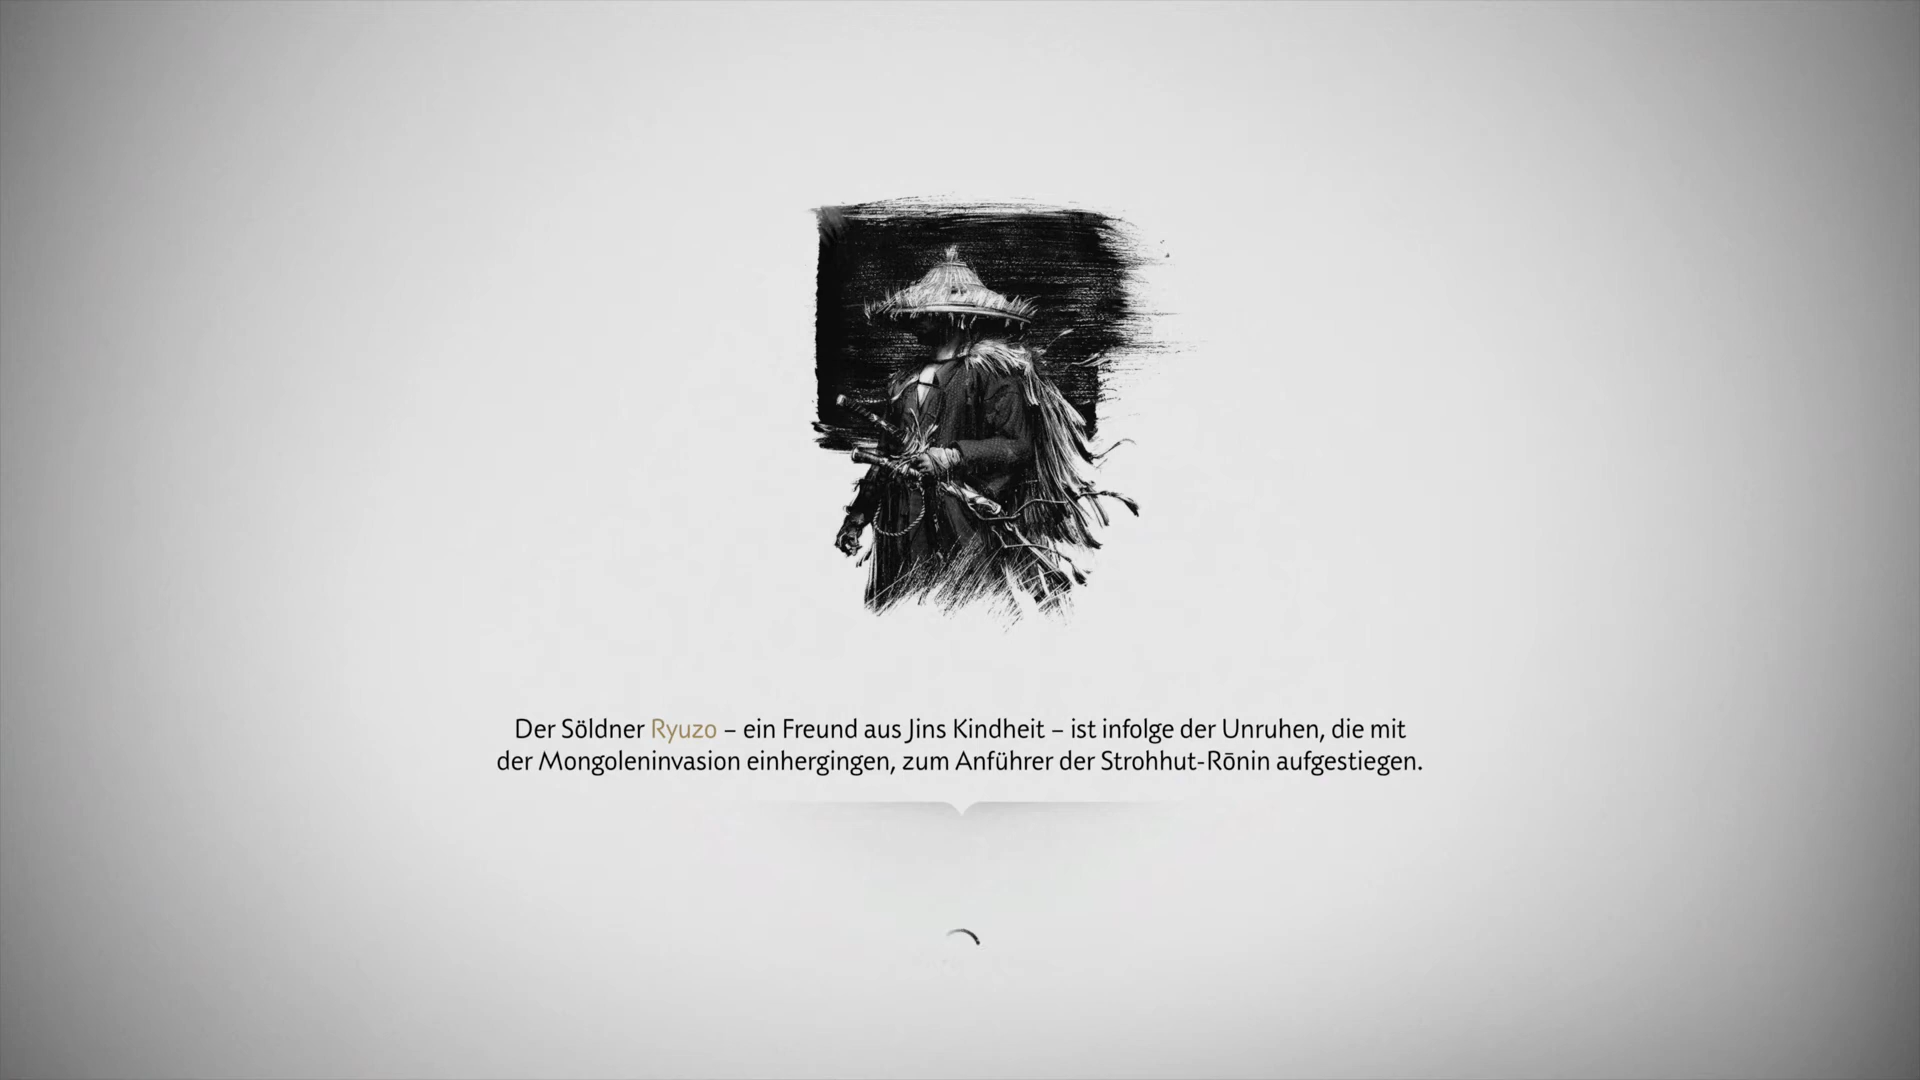 Der Söldner Ryuzo – ein Freund aus Jins Kindheit – ist infolge der Unruhen, die mit
der Mongoleninvasion einhergingen, zum Anführer der Strohhut-Rōnin aufgestiegen.